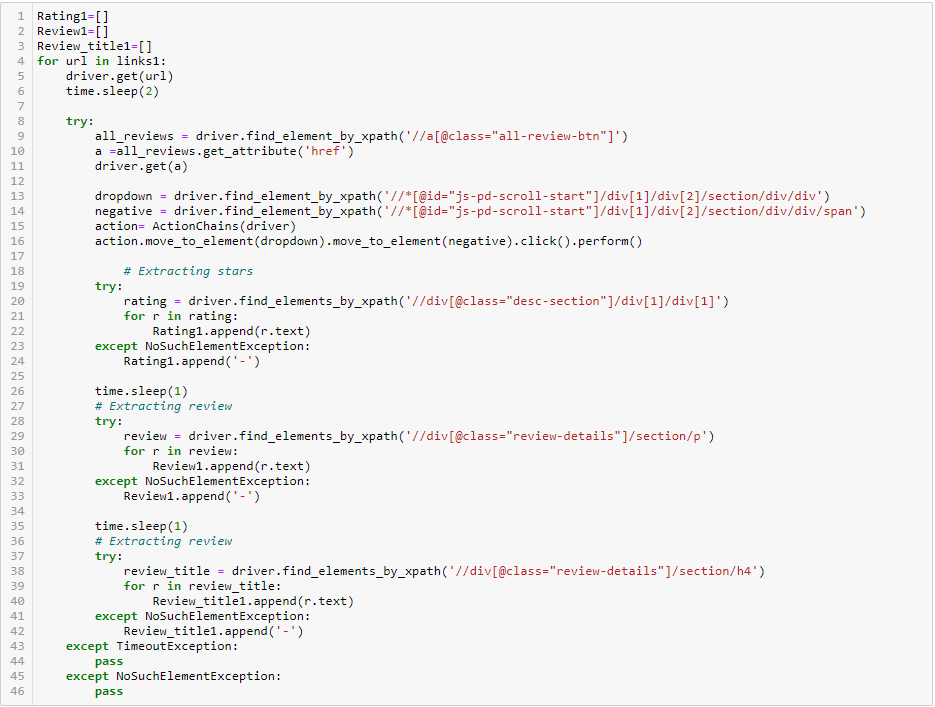 1 Rating1=[]
2 Review1=[]
3 Review_title1=[]
4 for url in links1:
5     driver.get(url)
6     time.sleep(2)
7
8     try:
9         all_reviews = driver.find_element_by_xpath('//a[@class="all-review-btn"]')
10         a =all_reviews.get_attribute('href')
11         driver.get(a)
12
13         dropdown = driver.find_element_by_xpath('//*[@id="js-pd-scroll-start"]/div[1]/div[2]/section/div/div')
14         negative = driver.find_element_by_xpath('//*[@id="js-pd-scroll-start"]/div[1]/div[2]/section/div/div/span')
15         action= ActionChains(driver)
16         action.move_to_element(dropdown).move_to_element(negative).click().perform()
17
18             # Extracting stars
19         try:
20             rating = driver.find_elements_by_xpath('//div[@class="desc-section"]/div[1]/div[1]')
21             for r in rating:
22                 Rating1.append(r.text)
23         except NoSuchElementException:
24             Rating1.append('-')
25
26         time.sleep(1)
27         # Extracting review
28         try:
29             review = driver.find_elements_by_xpath('//div[@class="review-details"]/section/p')
30             for r in review:
31                 Review1.append(r.text)
32         except NoSuchElementException:
33             Review1.append('-')
34
35         time.sleep(1)
36         # Extracting review
37         try:
38             review_title = driver.find_elements_by_xpath('//div[@class="review-details"]/section/h4')
39             for r in review_title:
40                 Review_title1.append(r.text)
41         except NoSuchElementException:
42             Review_title1.append('-')
43     except TimeoutException:
44         pass
45     except NoSuchElementException:
46         pass